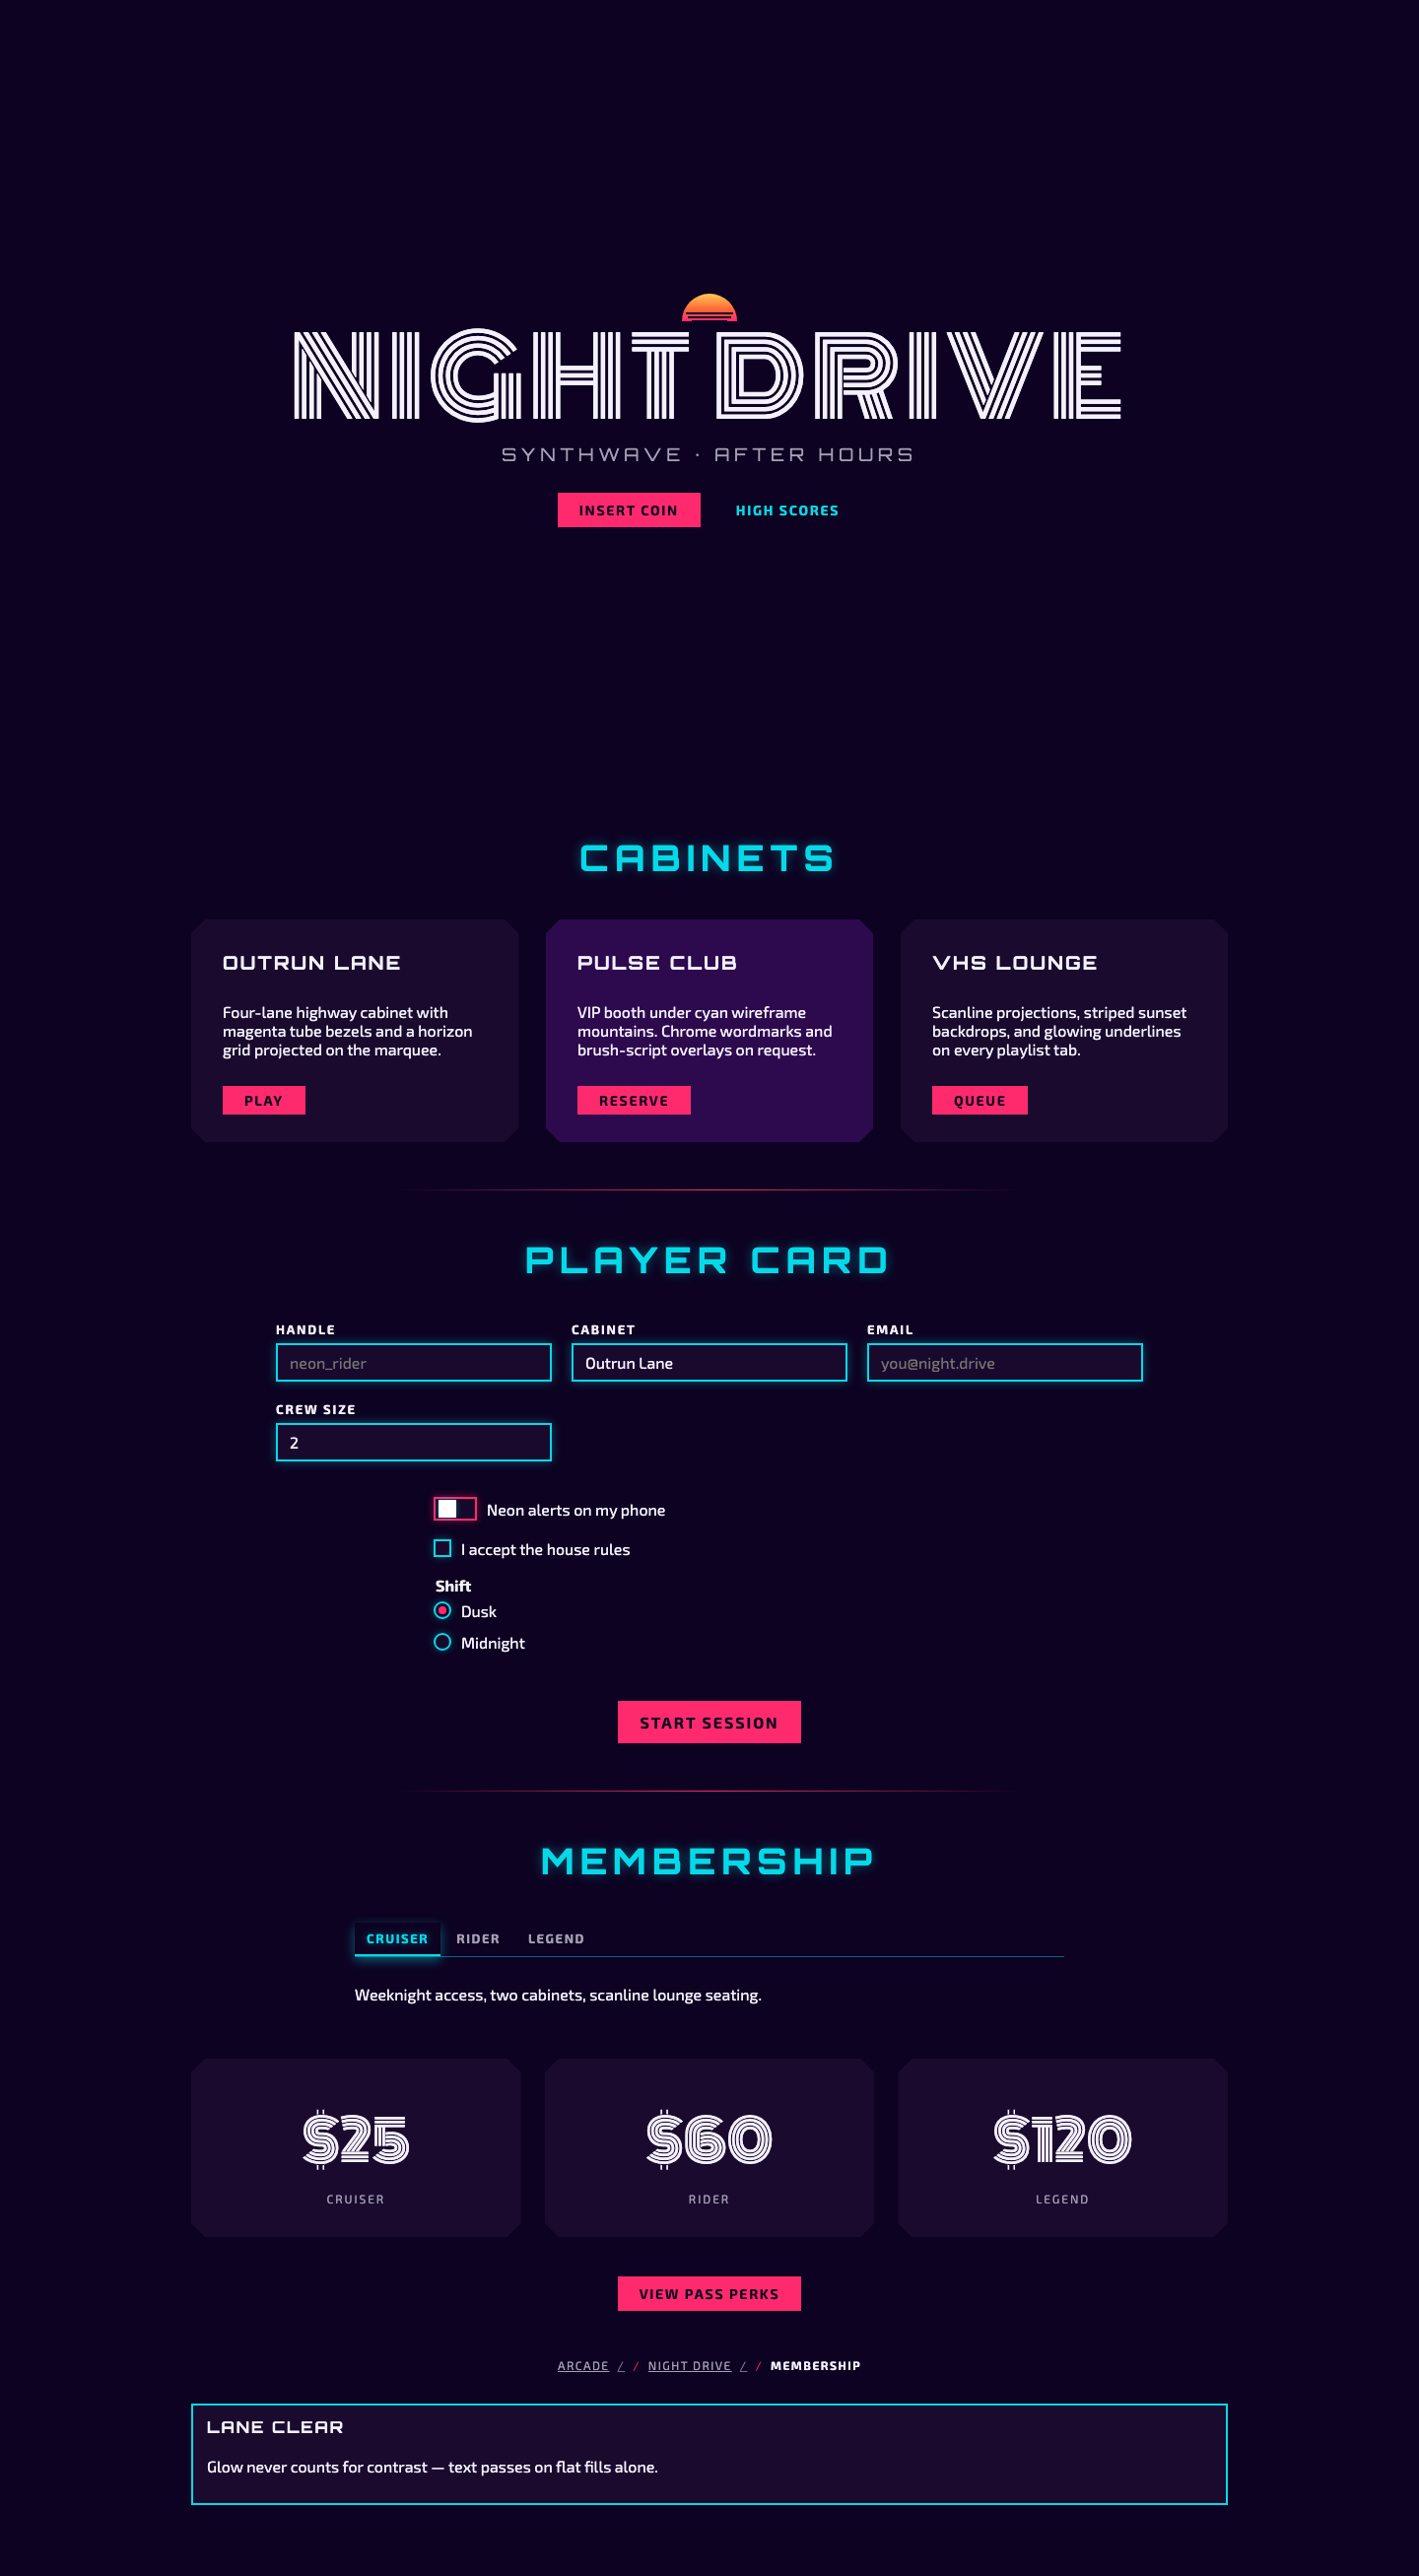 NIGHT DRIVE
SYNTHWAVE · AFTER HOURS
INSERT COIN
HIGH SCORES
CABINETS
OUTRUN LANE
Four-lane highway cabinet with
magenta tube bezels and a horizon
grid projected on the marquee.
PLAY
PULSE CLUB
VIP booth under cyan wireframe
mountains. Chrome wordmarks and
brush-script overlays on request.
RESERVE
VHS LOUNGE
Scanline projections, striped sunset
backdrops, and glowing underlines
on every playlist tab.
QUEUE
PLAYER CARD
HANDLE
neon_rider
CABINET
Outrun Lane
EMAIL
you@night.drive
CREW SIZE
2
Neon alerts on my phone
I accept the house rules
Shift
Dusk
Midnight
START SESSION
MEMBERSHIP
CRUISER RIDER LEGEND
Weeknight access, two cabinets, scanline lounge seating.
$25
CRUISER
$60
RIDER
$120
LEGEND
VIEW PASS PERKS
ARCADE / / NIGHT DRIVE / / MEMBERSHIP
LANE CLEAR
Glow never counts for contrast — text passes on flat fills alone.